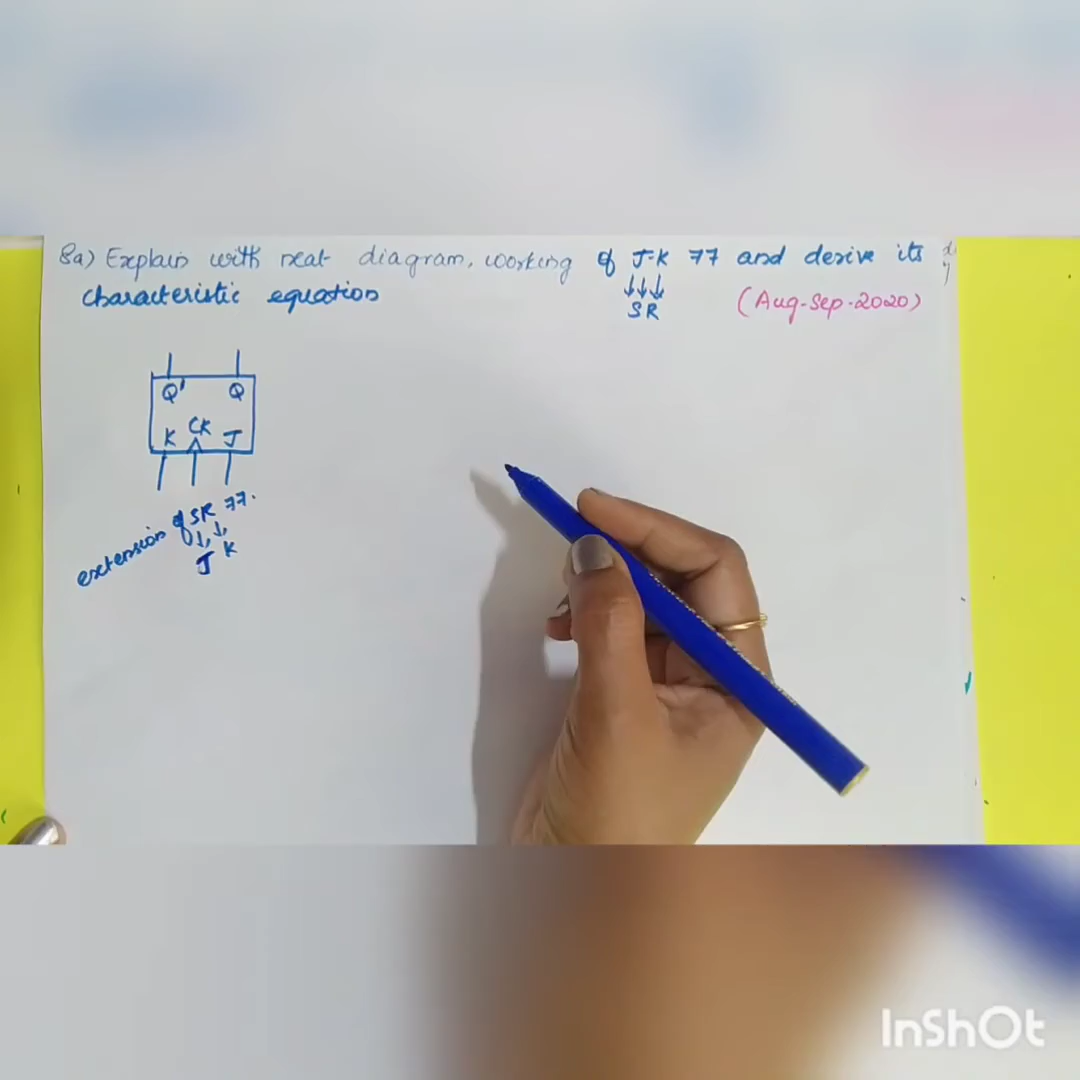 8a) Explain with neat diagram, working of J-K FF and derive its
characteristic equation
SR
(Aug-Sep-2020)
Q' Q
K CK J
extension of SR FF.
J K
InShOt